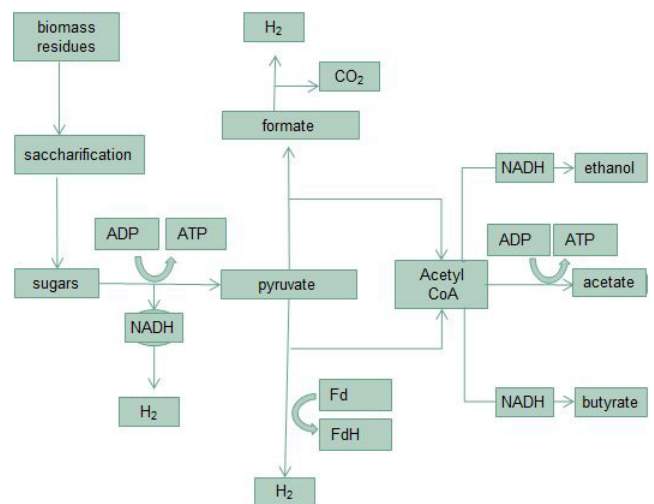 biomass
residues
H₂
CO₂
formate
saccharification
NADH
ethanol
ADP
ATP
ADP
ATP
sugars
pyruvate
Acetyl
CoA
acetate
NADH
Fd
NADH
butyrate
H₂
FdH
H₂